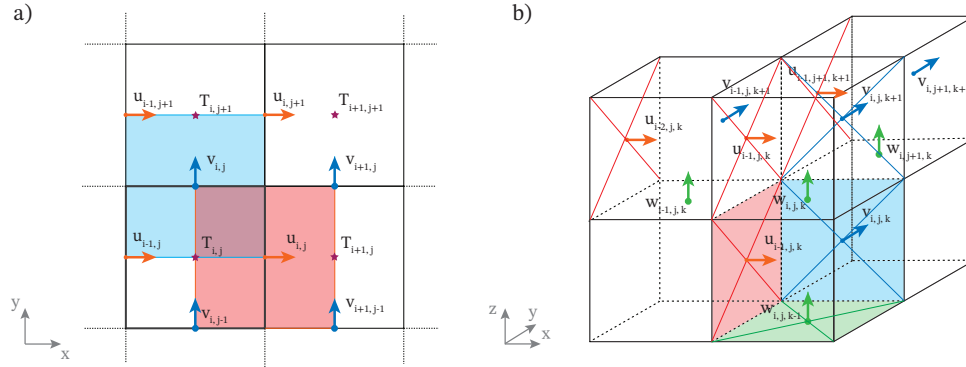 a)
u i-1, j+1
T i, j+1
u i, j+1
T i+1, j+1
v i, j
v i+1, j
u i-1, j
T i, j
u i, j
T i+1, j
v i, j-1
v i+1, j-1
y
x
b)
v i-1, j, k+1
u i-1, j+1, k+1
v i, j, k+1
v i, j+1, k+
u i-2, j, k
u i-1, j, k
w i, j+1, k
w i-1, j, k
w i, j, k
v i, j, k
u i-1, j, k
w i, j, k-1
z
y
x